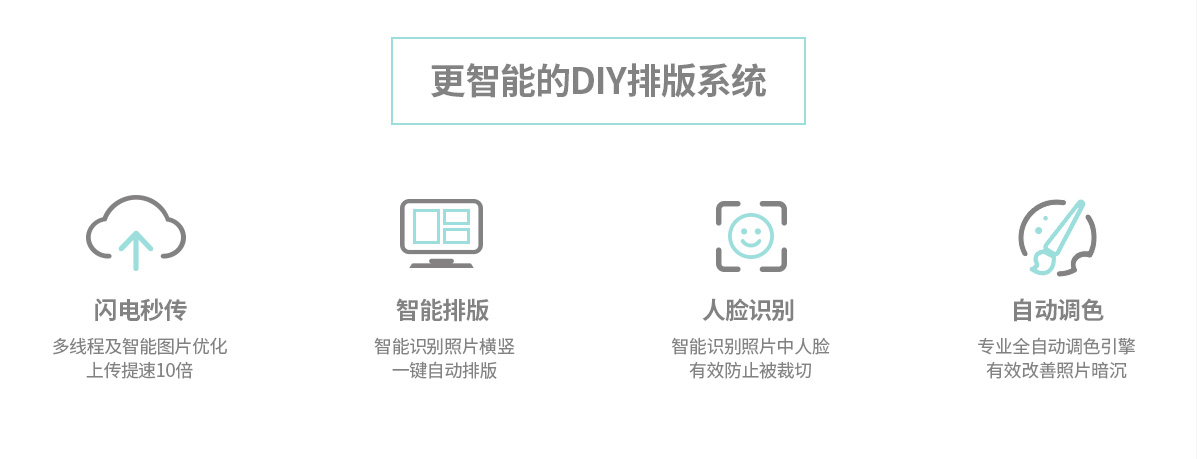 更智能的DIY排版系统
闪电秒传
多线程及智能图片优化
上传提速10倍
智能排版
智能识别照片横竖
一键自动排版
人脸识别
智能识别照片中人脸
有效防止被裁切
自动调色
专业全自动调色引擎
有效改善照片暗沉